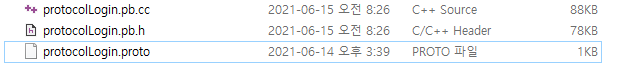 protocolLogin.pb.cc 2021-06-15 오전 8:26 C++ Source 88KB
protocolLogin.pb.h 2021-06-15 오전 8:26 C/C++ Header 78KB
protocolLogin.proto 2021-06-14 오후 3:39 PROTO 파일 1KB